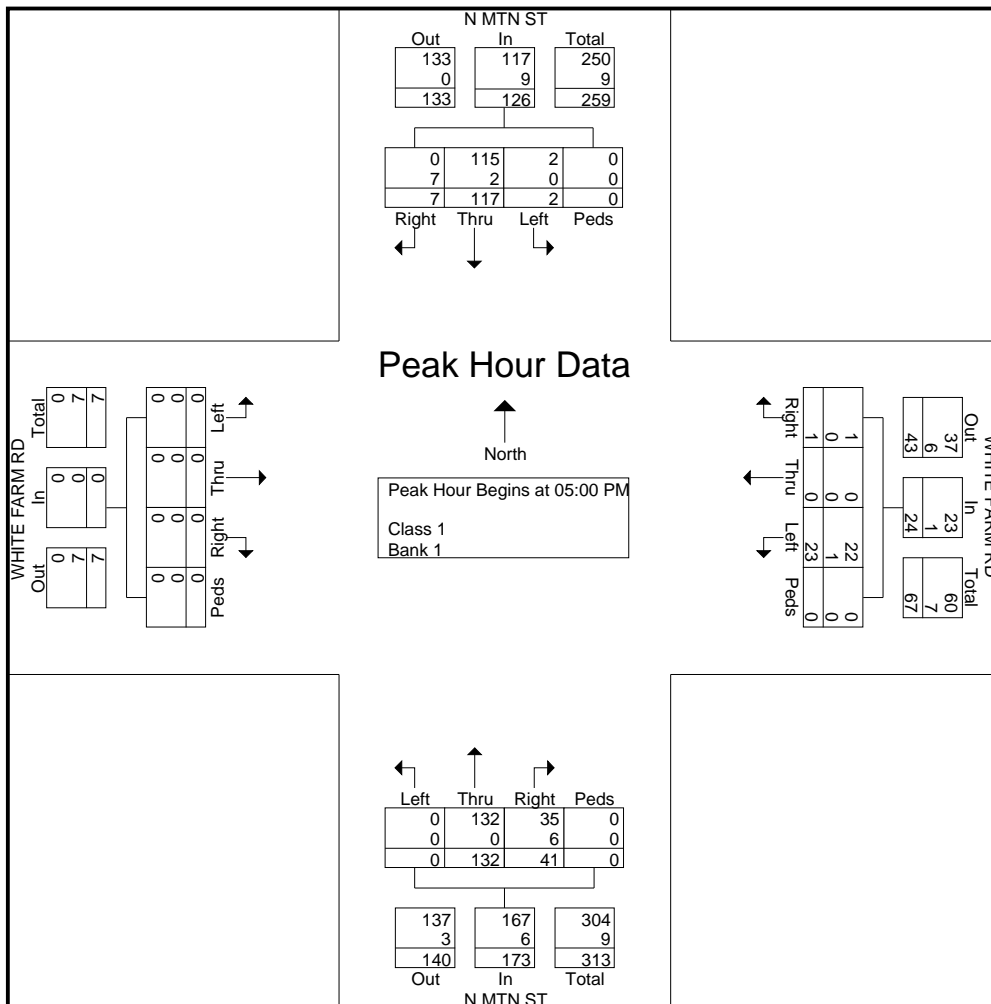 N MTN ST
Out In Total
133 117 250
0 9 9
133 126 259
0 115 2 0
7 2 0 0
7 117 2 0
Right Thru Left Peds
Peak Hour Data
North
Peak Hour Begins at 05:00 PM
Class 1
Bank 1
WHITE FARM RD
Out In Total
0 0 0
7 0 7
7 0 7
Left Thru Right Peds
0 0 0 0
0 0 0 0
0 0 0 0
WHITE FARM RD
Out In Total
37 23 60
6 1 7
43 24 67
1 0 22 0
0 0 1 0
1 0 23 0
Right Thru Left Peds
Left Thru Right Peds
0 132 35 0
0 0 6 0
0 132 41 0
137 167 304
3 6 9
140 173 313
Out In Total
N MTN ST